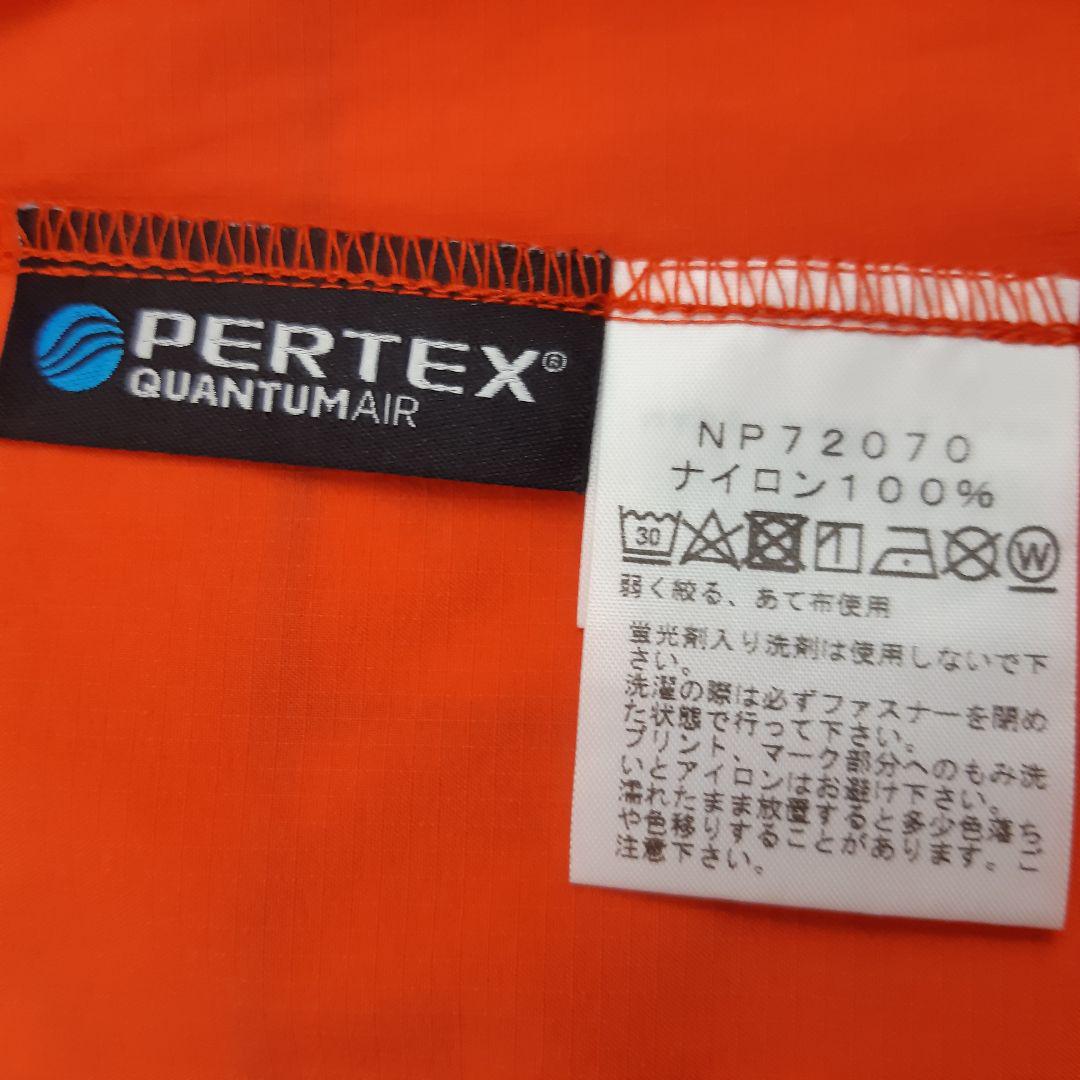 PERTEX®
QUANTUMAIR
NP72070
ナイロン100%
30
W
弱く絞る、あて布使用
蛍光剤入り洗剤は使用しないで下
さい。
洗濯の際は必ずファスナーを閉め
た状態で行って下さい。
プリント、マーク部分へのもみ洗
いとアイロンはお避け下さい。
濡れたまま放置すると多少色落ち
や色移りすることがあります。ご
注意下さい。